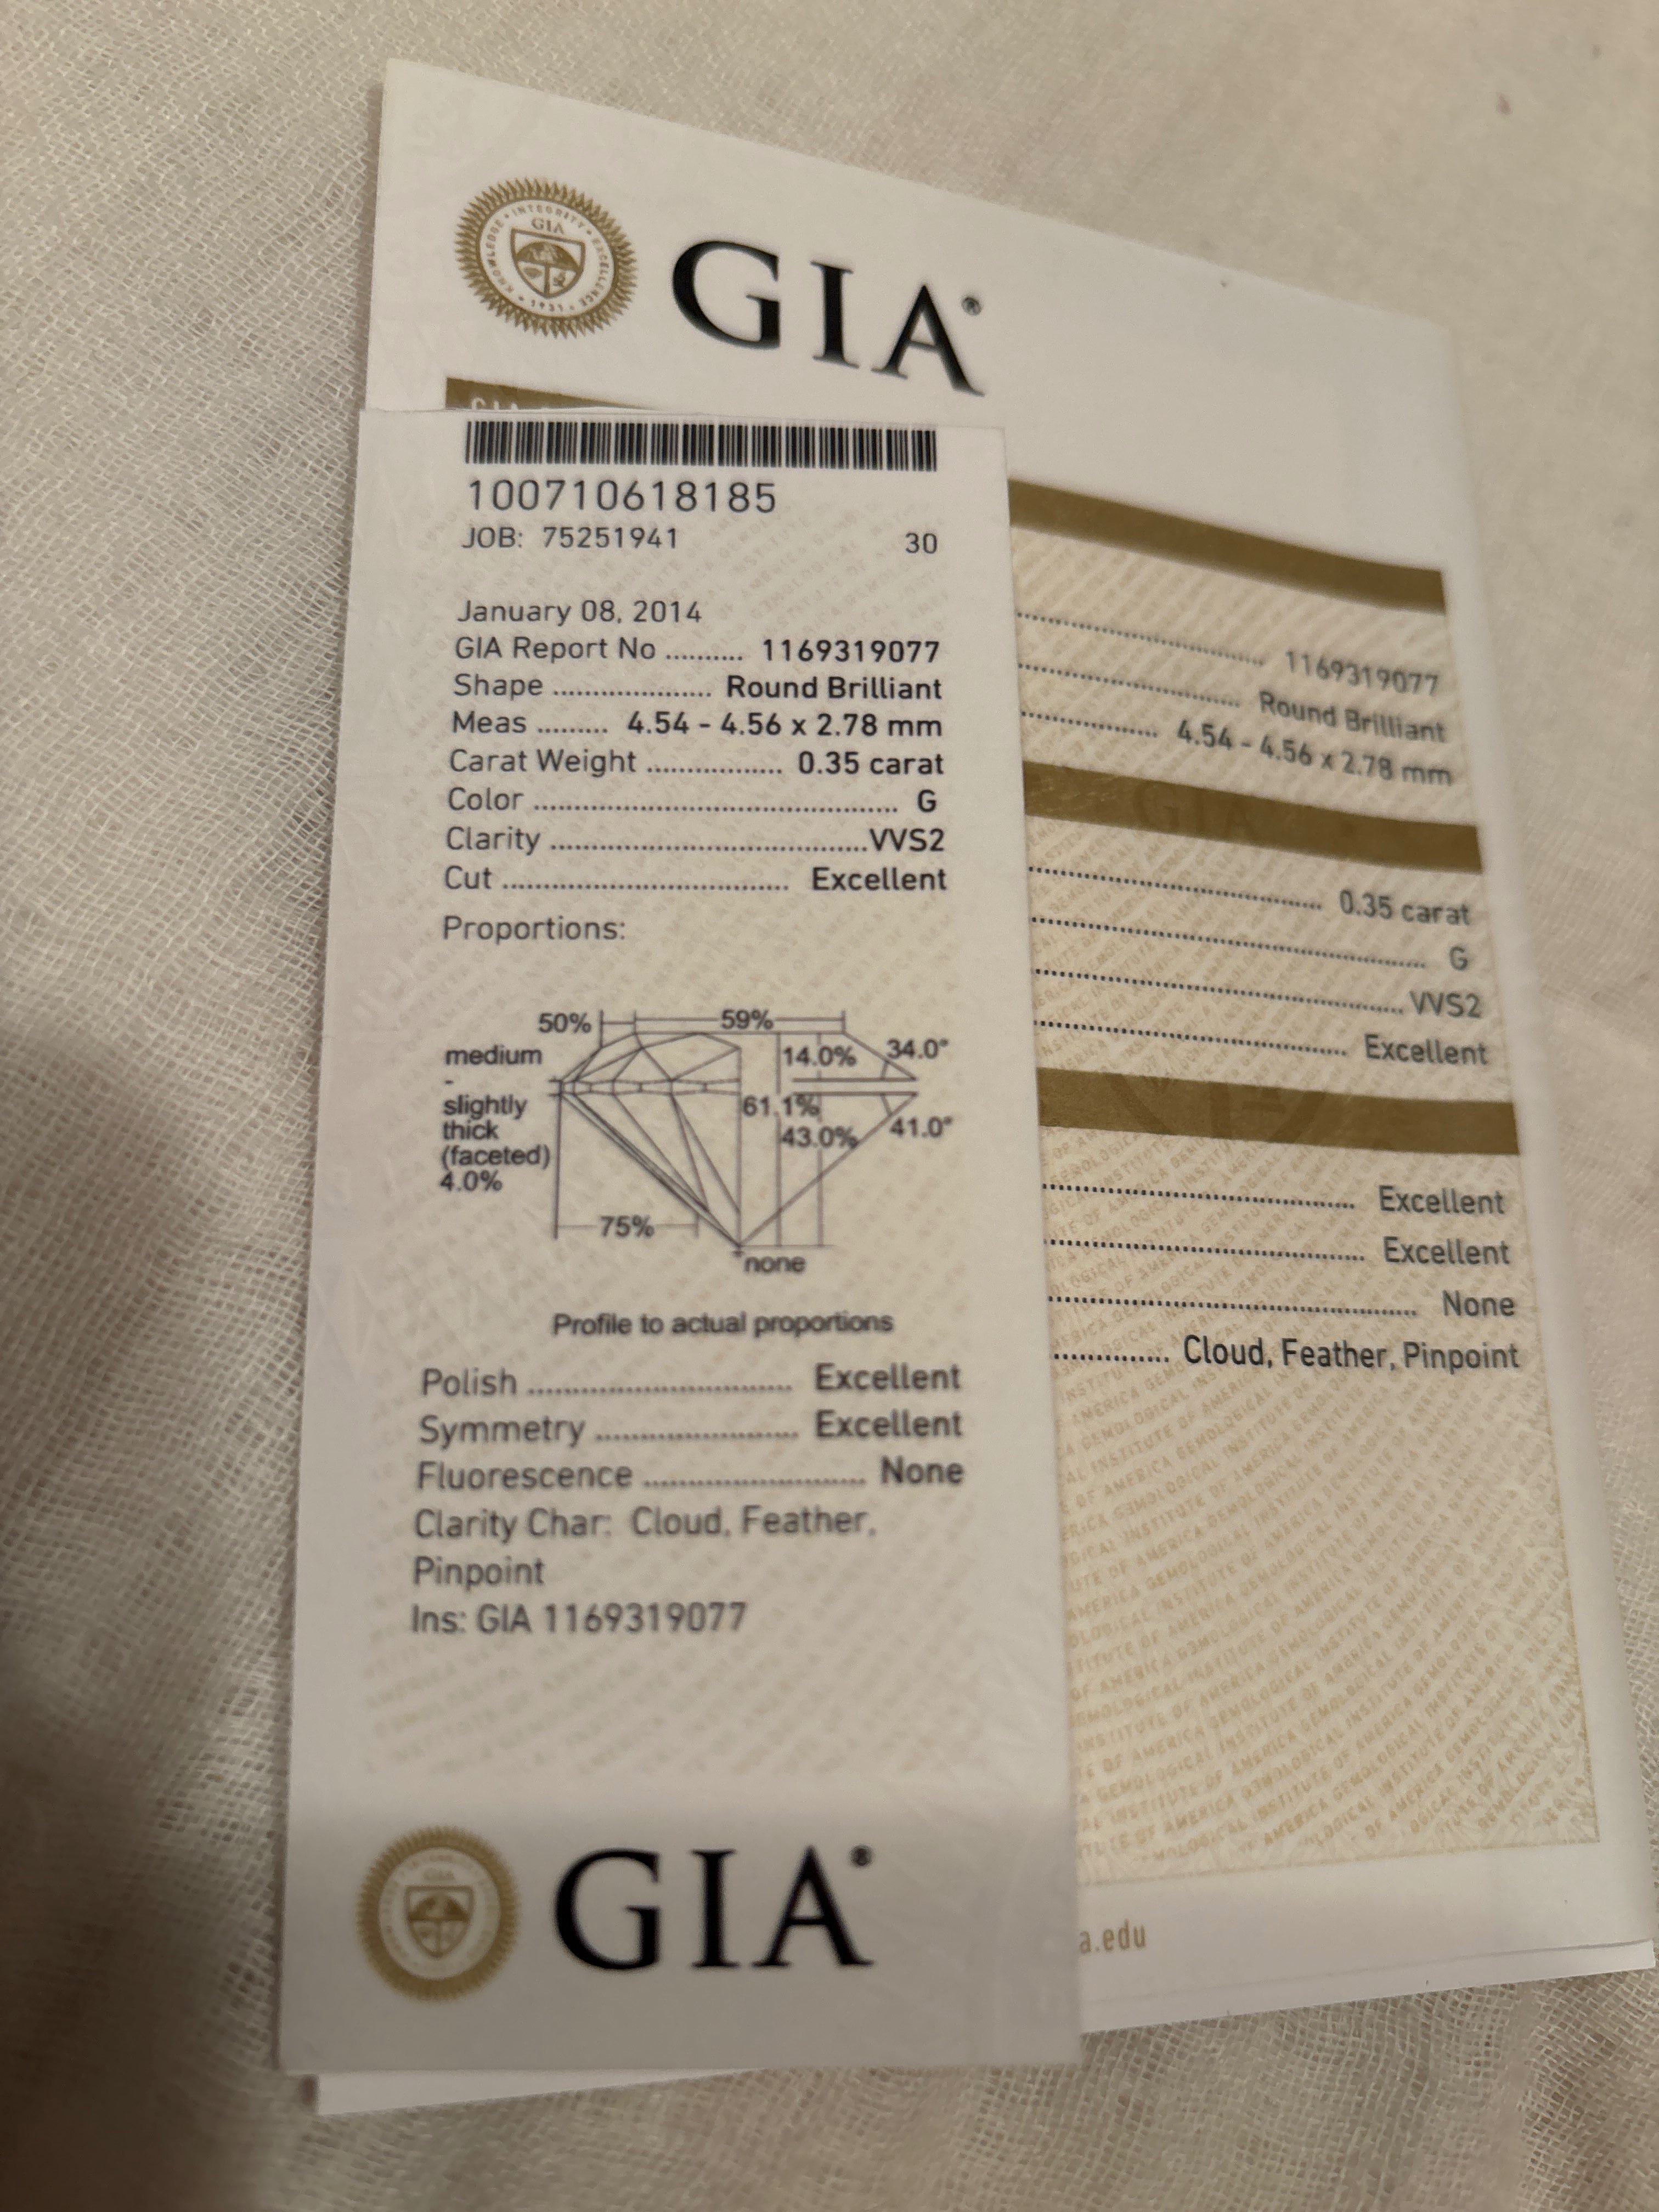 GIA
GIA®
100710618185
JOB: 75251941 30
January 08, 2014
GIA Report No .......... 1169319077
Shape ................... Round Brilliant
Meas ......... 4.54 - 4.56 x 2.78 mm
Carat Weight ................. 0.35 carat
Color ............................................ G
Clarity ......................................VVS2
Cut ................................... Excellent
Proportions:
50% 59%
medium 14.0% 34.0°
-
slightly 61.1%
thick 43.0% 41.0°
(faceted)
4.0%
75%
none
Profile to actual proportions
Polish ................................ Excellent
Symmetry ........................ Excellent
Fluorescence .......................... None
Clarity Char: Cloud, Feather,
Pinpoint
Ins: GIA 1169319077
GIA®
1169319077
Round Brilliant
4.54 - 4.56 x 2.78 mm
0.35 carat
G
VVS2
Excellent
Excellent
Excellent
None
Cloud, Feather, Pinpoint
a.edu